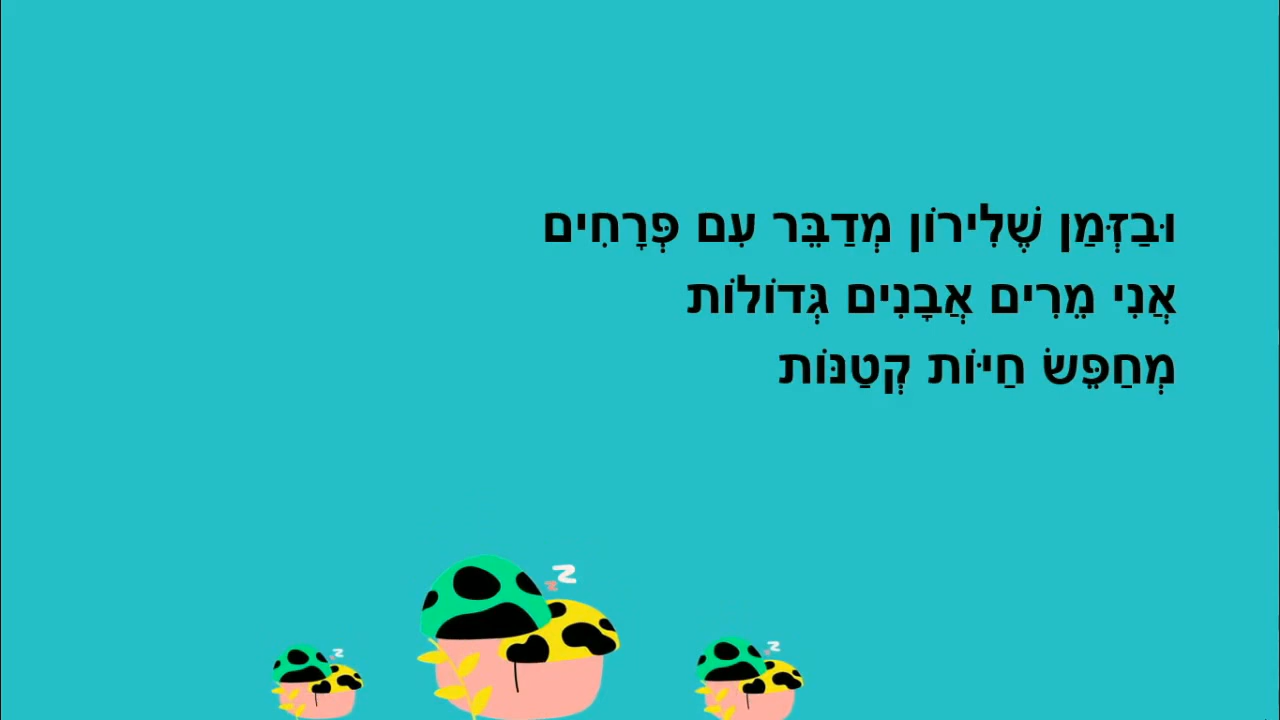 וּבַזְּמַן שֶׁלִּירוֹן מְדַבֵּר עִם פְּרָחִים
אֲנִי מֵרִים אֲבָנִים גְּדוֹלוֹת
מְחַפֵּשׂ חַיּוֹת קְטַנּוֹת
z
z
z
z
z
z